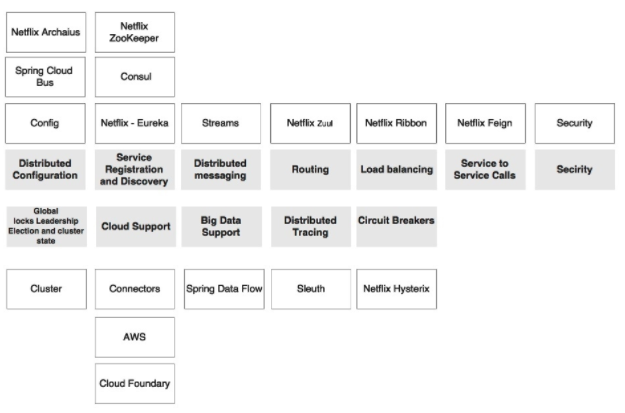 Netflix Archaius
Netflix
ZooKeeper
Spring Cloud
Bus
Consul
Config
Netflix - Eureka
Streams
Netflix Zuul
Netflix Ribbon
Netflix Feign
Security
Distributed
Configuration
Service
Registration
and Discovery
Distributed
messaging
Routing
Load balancing
Service to
Service Calls
Secirity
Global
locks Leadership
Election and cluster
state
Cloud Support
Big Data
Support
Distributed
Tracing
Circuit Breakers
Cluster
Connectors
Spring Data Flow
Sleuth
Netflix Hysterix
AWS
Cloud Foundary